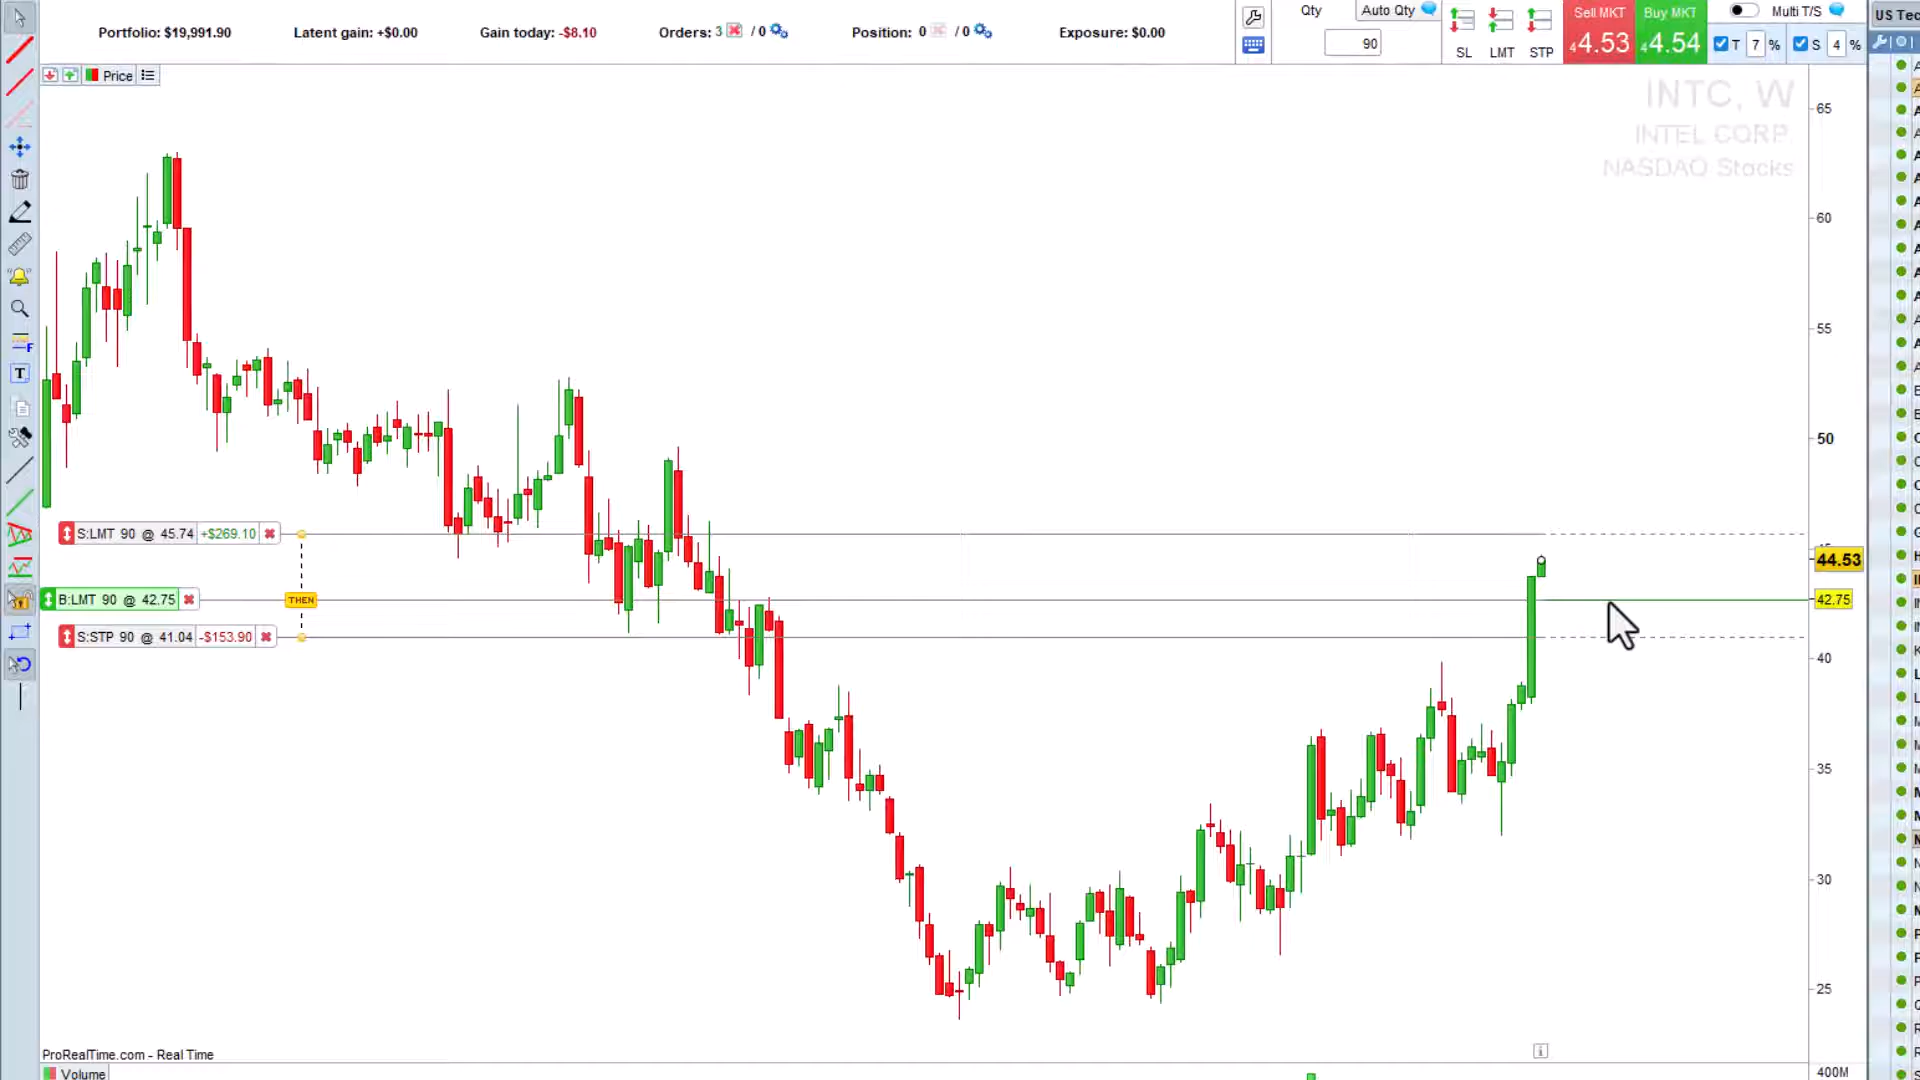 Portfolio: $19,991.90 Latent gain: +$0.00 Gain today: -$8.10 Orders: 3 / 0 Position: 0 / 0 Exposure: $0.00
Qty Auto Qty
90
SL LMT STP
Sell MKT Buy MKT
4 4.53 4 4.54
Multi T/S
T 7 % S 4 %
US Tec
Price
INTC, W
INTEL CORP.
NASDAQ Stocks
65
60
55
50
S:LMT 90 @ 45.74 +$269.10
44.53
B:LMT 90 @ 42.75 THEN 42.75
S:STP 90 @ 41.04 -$153.90
40
35
30
25
ProRealTime.com - Real Time
Volume
400M